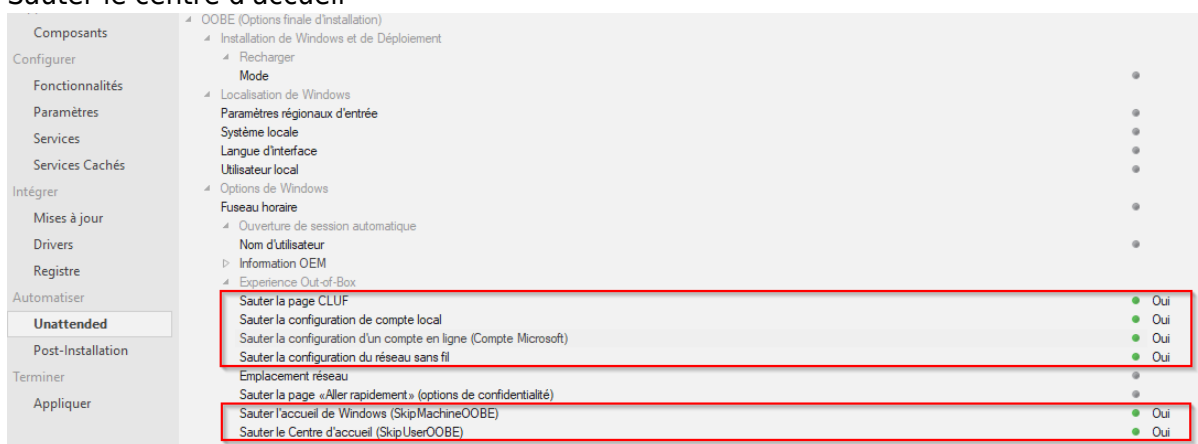 Sauter le centre d'accueil
Composants
Configurer
Fonctionnalités
Paramètres
Services
Services Cachés
Intégrer
Mises à jour
Drivers
Registre
Automatiser
Unattended
Post-Installation
Terminer
Appliquer
OOBE (Options finale d'installation)
Installation de Windows et de Déploiement
Recharger
Mode
Localisation de Windows
Paramètres régionaux d'entrée
Système locale
Langue d'interface
Utilisateur local
Options de Windows
Fuseau horaire
Ouverture de session automatique
Nom d'utilisateur
Information OEM
Experience Out-of-Box
Sauter la page CLUF Oui
Sauter la configuration de compte local Oui
Sauter la configuration d'un compte en ligne (Compte Microsoft) Oui
Sauter la configuration du réseau sans fil Oui
Emplacement réseau
Sauter la page «Aller rapidement» (options de confidentialité)
Sauter l'accueil de Windows (SkipMachineOOBE) Oui
Sauter le Centre d'accueil (SkipUserOOBE) Oui